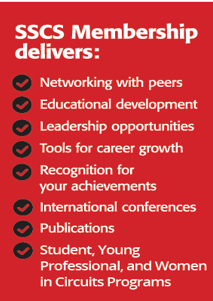 SSCS Membership
delivers:
Networking with peers
Educational development
Leadership opportunities
Tools for career growth
Recognition for
your achievements
International conferences
Publications
Student, Young
Professional, and Women
in Circuits Programs